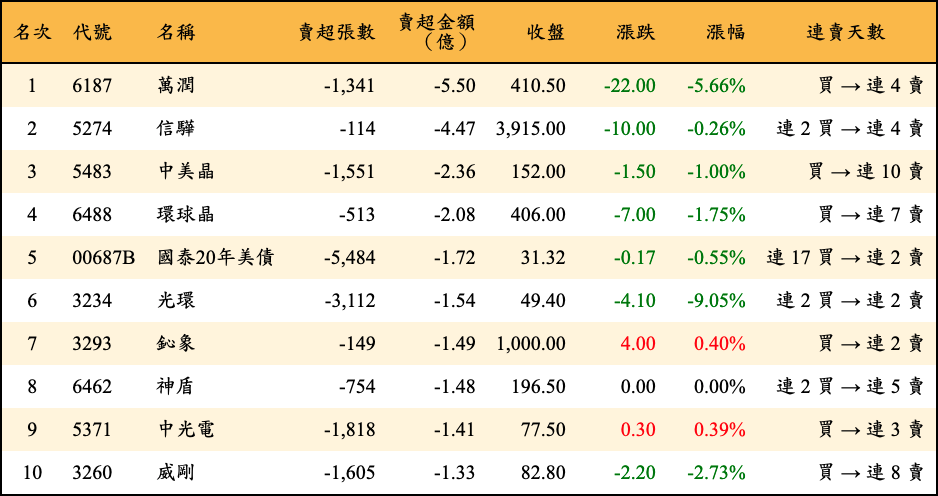 名次 代號 名稱 賣超張數 賣超金額（億） 收盤 漲跌 漲幅 連賣天數
1 6187 萬潤 -1,341 -5.50 410.50 -22.00 -5.66% 買 → 連 4 賣
2 5274 信驊 -114 -4.47 3,915.00 -10.00 -0.26% 連 2 買 → 連 4 賣
3 5483 中美晶 -1,551 -2.36 152.00 -1.50 -1.00% 買 → 連 10 賣
4 6488 環球晶 -513 -2.08 406.00 -7.00 -1.75% 買 → 連 7 賣
5 00687B 國泰20年美債 -5,484 -1.72 31.32 -0.17 -0.55% 連 17 買 → 連 2 賣
6 3234 光環 -3,112 -1.54 49.40 -4.10 -9.05% 連 2 買 → 連 2 賣
7 3293 鈊象 -149 -1.49 1,000.00 4.00 0.40% 買 → 連 2 賣
8 6462 神盾 -754 -1.48 196.50 0.00 0.00% 連 2 買 → 連 5 賣
9 5371 中光電 -1,818 -1.41 77.50 0.30 0.39% 買 → 連 3 賣
10 3260 威剛 -1,605 -1.33 82.80 -2.20 -2.73% 買 → 連 8 賣